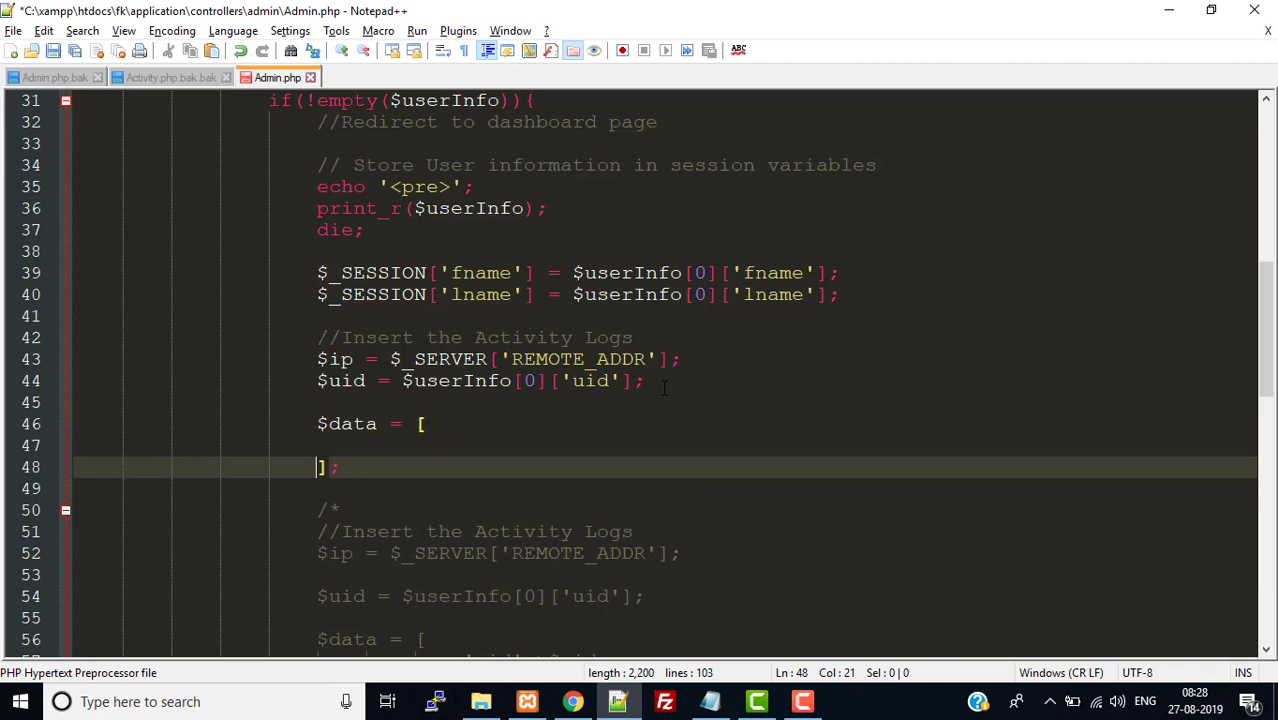 *C:\xampp\htdocs\fk\application\controllers\admin\Admin.php - Notepad++
File Edit Search View Encoding Language Settings Tools Macro Run Plugins Window ?
X
Admin.php.bak Activity.php.bak.bak Admin.php
31 if(!empty($userInfo)){
32 //Redirect to dashboard page
33
34 // Store User information in session variables
35 echo '<pre>';
36 print_r($userInfo);
37 die;
38
39 $_SESSION['fname'] = $userInfo[0]['fname'];
40 $_SESSION['lname'] = $userInfo[0]['lname'];
41
42 //Insert the Activity Logs
43 $ip = $_SERVER['REMOTE_ADDR'];
44 $uid = $userInfo[0]['uid'];
45
46 $data = [
47
48 ];
49
50 /*
51 //Insert the Activity Logs
52 $ip = $_SERVER['REMOTE_ADDR'];
53
54 $uid = $userInfo[0]['uid'];
55
56 $data = [
PHP Hypertext Preprocessor file length : 2,200 lines : 103 Ln : 48 Col : 21 Sel : 0 | 0 Windows (CR LF) UTF-8 INS
Type here to search ENG 08:28
27-08-2019 14